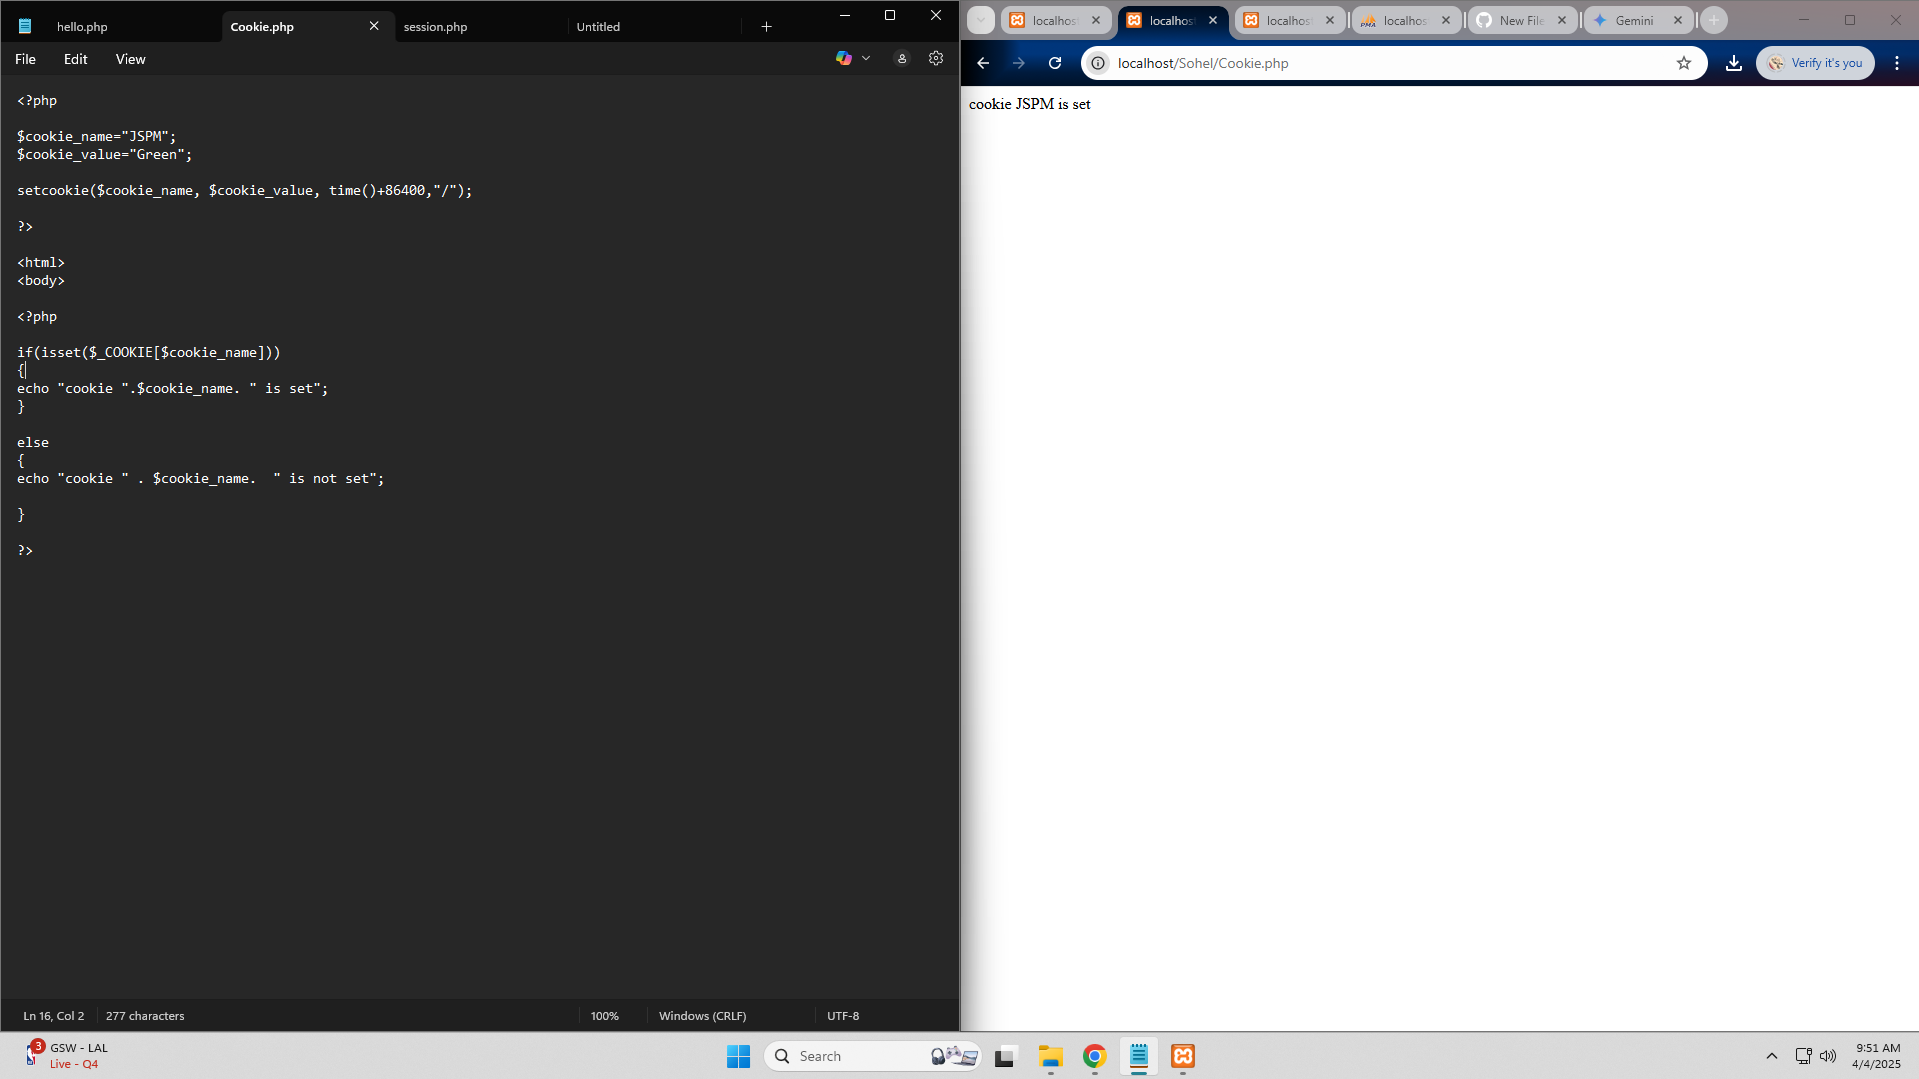 hello.php
Cookie.php
session.php
Untitled
File
Edit
View
<?php
$cookie_name="JSPM";
$cookie_value="Green";
setcookie($cookie_name, $cookie_value, time()+86400,"/");
?>
<html>
<body>
<?php
if(isset($_COOKIE[$cookie_name]))
{
echo "cookie ".$cookie_name. " is set";
}
else
{
echo "cookie " . $cookie_name.  " is not set";
}
?>
Ln 16, Col 2
277 characters
100%
Windows (CRLF)
UTF-8
localhos
localhos
localhos
localhos
New File
Gemini
localhost/Sohel/Cookie.php
Verify it's you
cookie JSPM is set
3
GSW - LAL
Live - Q4
Search
9:51 AM
4/4/2025